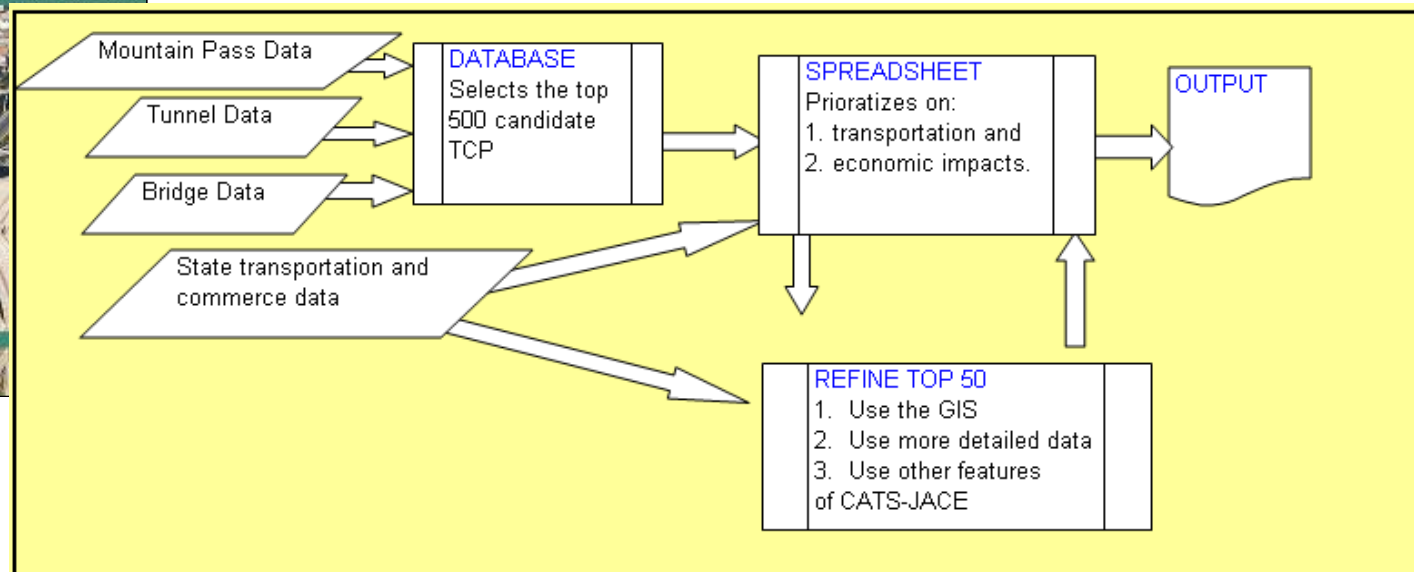 Mountain Pass Data
Tunnel Data
Bridge Data
State transportation and
commerce data
DATABASE
Selects the top
500 candidate
TCP
SPREADSHEET
Prioratizes on:
1. transportation and
2. economic impacts.
OUTPUT
REFINE TOP 50
1. Use the GIS
2. Use more detailed data
3. Use other features
of CATS-JACE